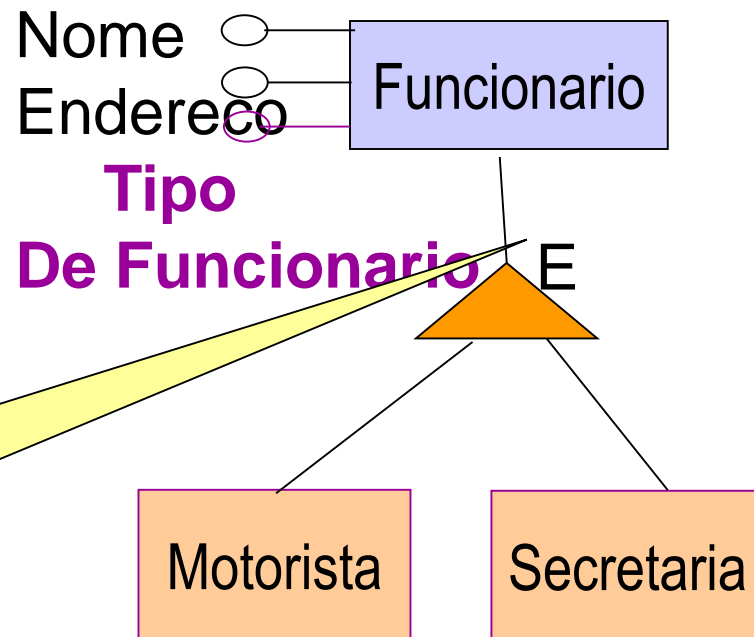 Nome
Endereco
Tipo
De Funcionario
Funcionario
E
Motorista
Secretaria